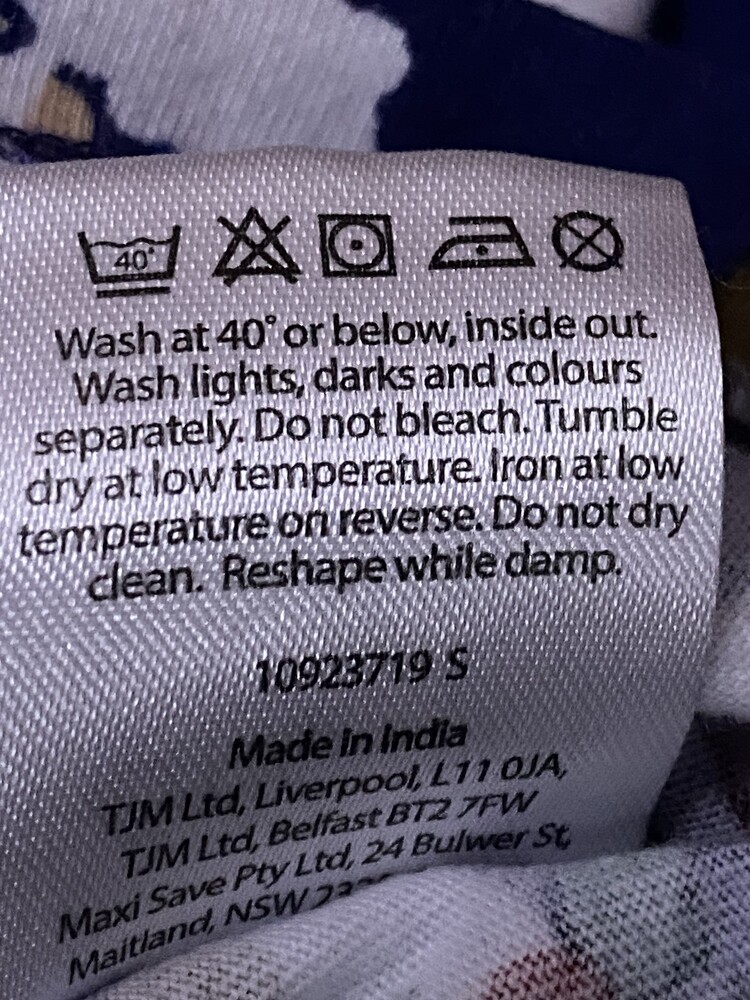 40°
Wash at 40° or below, inside out.
Wash lights, darks and colours
separately. Do not bleach. Tumble
dry at low temperature. Iron at low
temperature on reverse. Do not dry
clean. Reshape while damp.
10923719 S
Made in India
TJM Ltd, Liverpool, L11 0JA,
TJM Ltd, Belfast BT2 7FW
Maxi Save Pty Ltd, 24 Bulwer St,
Maitland, NSW